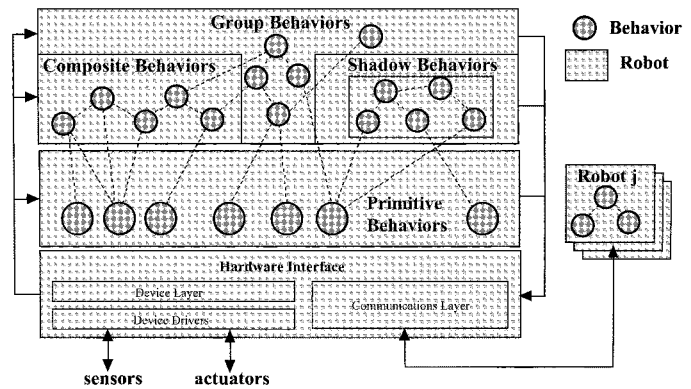 Group Behaviors
Behavior
Composite Behaviors
Shadow Behaviors
Robot
Robot j
Primitive
Behaviors
Hardware Interface
Device Layer
Communications Layer
Device Drivers
sensors
actuators